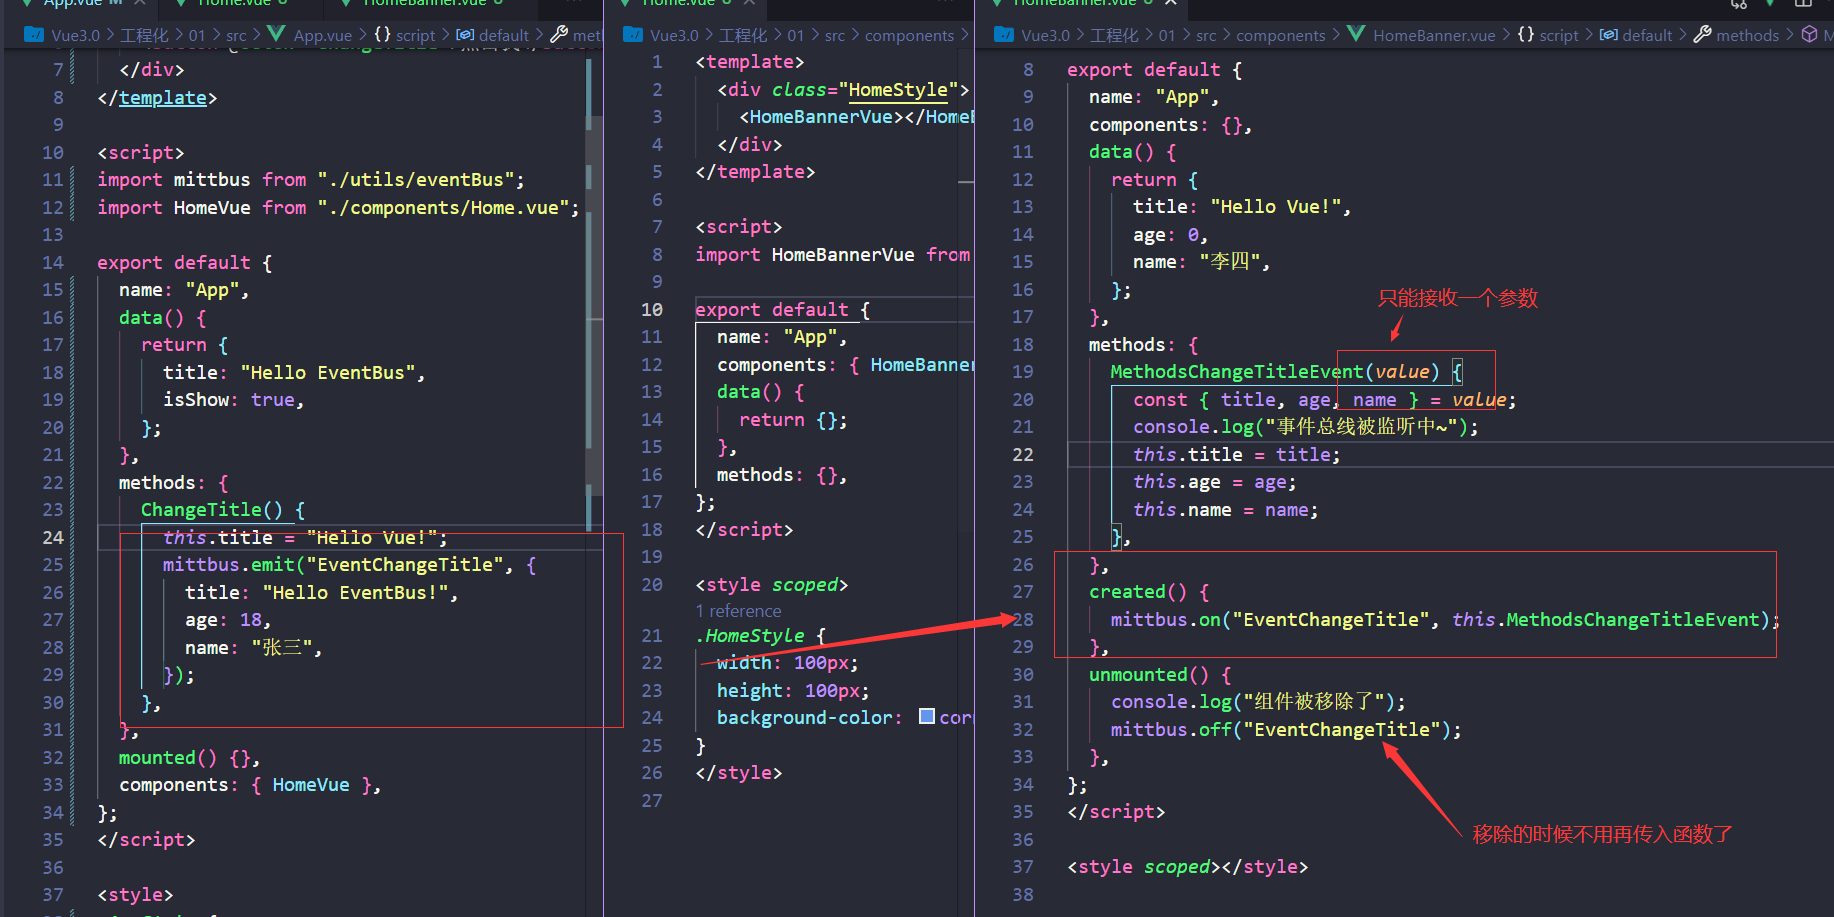 App.vue M
Vue3.0 > 工程化 > 01 > src > App.vue > {} script > default >
7 </div>
8 </template>
9
10 <script>
11 import mittbus from "./utils/eventBus";
12 import HomeVue from "./components/Home.vue";
13
14 export default {
15 name: "App",
16 data() {
17 return {
18 title: "Hello EventBus",
19 isShow: true,
20 };
21 },
22 methods: {
23 ChangeTitle() {
24 this.title = "Hello Vue!";
25 mittbus.emit("EventChangeTitle", {
26 title: "Hello EventBus!",
27 age: 18,
28 name: "张三",
29 });
30 },
31 },
32 mounted() {},
33 components: { HomeVue },
34 };
35 </script>
36
37 <style>
Home.vue
Vue3.0 > 工程化 > 01 > src > components >
1 <template>
2 <div class="HomeStyle">
3 <HomeBannerVue></HomeB
4 </div>
5 </template>
6
7 <script>
8 import HomeBannerVue from
9
10 export default {
11 name: "App",
12 components: { HomeBanner
13 data() {
14 return {};
15 },
16 methods: {},
17 };
18 </script>
19
20 <style scoped>
1 reference
21 .HomeStyle {
22 width: 100px;
23 height: 100px;
24 background-color: corn
25 }
26 </style>
27
HomeBanner.vue
Vue3.0 > 工程化 > 01 > src > components > HomeBanner.vue > {} script > default > methods >
8 export default {
9 name: "App",
10 components: {},
11 data() {
12 return {
13 title: "Hello Vue!",
14 age: 0,
15 name: "李四",
16 };
17 },
只能接收一个参数
18 methods: {
19 MethodsChangeTitleEvent(value) {
20 const { title, age, name } = value;
21 console.log("事件总线被监听中~");
22 this.title = title;
23 this.age = age;
24 this.name = name;
25 },
26 },
27 created() {
28 mittbus.on("EventChangeTitle", this.MethodsChangeTitleEvent);
29 },
30 unmounted() {
31 console.log("组件被移除了");
32 mittbus.off("EventChangeTitle");
33 },
34 };
35 </script>
移除的时候不用再传入函数了
36
37 <style scoped></style>
38